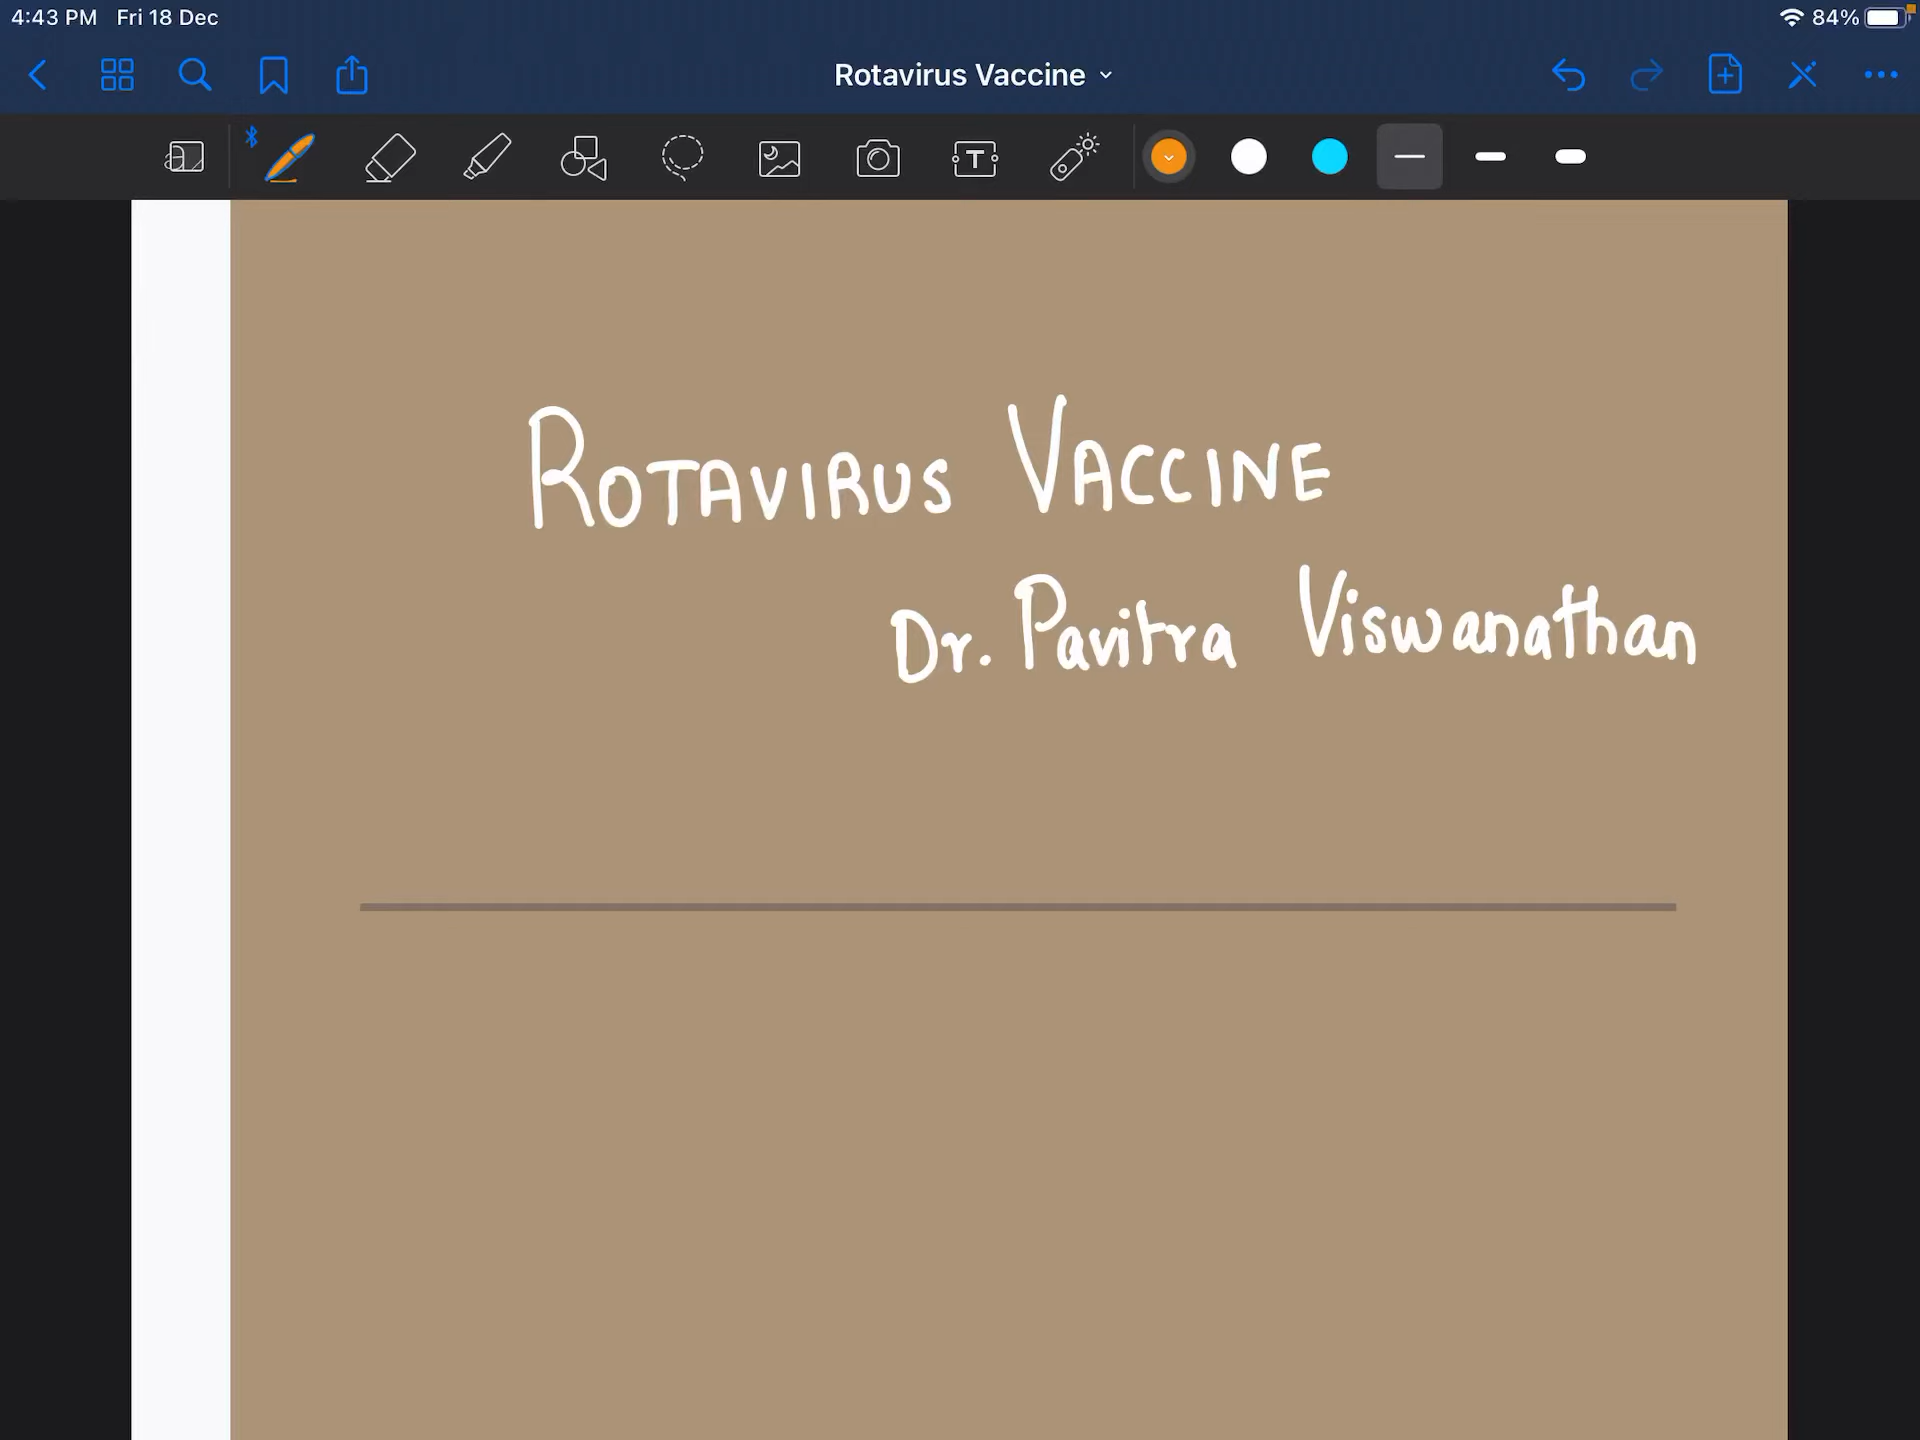 4:43 PM Fri 18 Dec
84%
Rotavirus Vaccine
ROTAVIRUS VACCINE
Dr. Pavitra Viswanathan